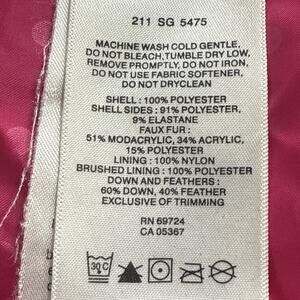 211 SG 5475
MACHINE WASH COLD GENTLE,
DO NOT BLEACH,TUMBLE DRY LOW,
REMOVE PROMPTLY, DO NOT IRON,
DO NOT USE FABRIC SOFTENER,
DO NOT DRYCLEAN
SHELL : 100% POLYESTER
SHELL SIDES : 91% POLYESTER,
9% ELASTANE
FAUX FUR :
51% MODACRYLIC, 34% ACRYLIC,
15% POLYESTER
LINING : 100% NYLON
BRUSHED LINING : 100% POLYESTER
DOWN AND FEATHERS :
60% DOWN, 40% FEATHER
EXCLUSIVE OF TRIMMING
RN 69724
CA 05367
30°C